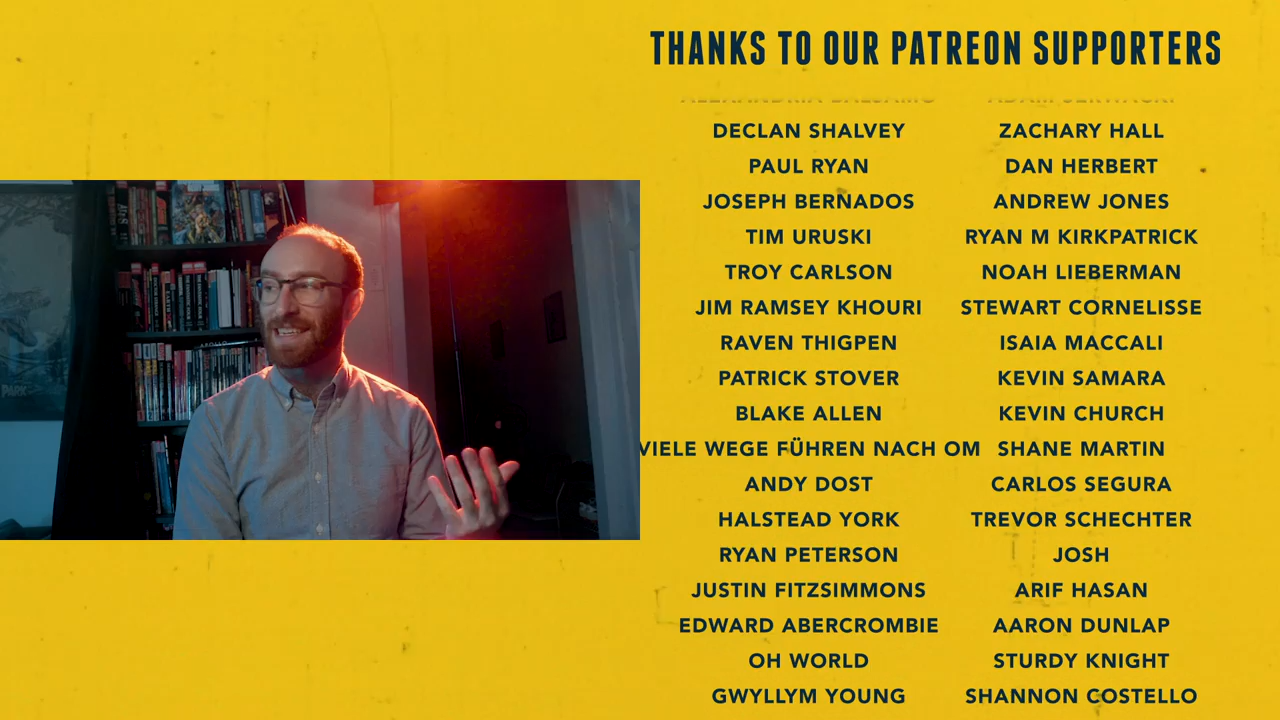 THANKS TO OUR PATREON SUPPORTERS
DECLAN SHALVEY ZACHARY HALL
PAUL RYAN DAN HERBERT
JOSEPH BERNADOS ANDREW JONES
TIM URUSKI RYAN M KIRKPATRICK
TROY CARLSON NOAH LIEBERMAN
JIM RAMSEY KHOURI STEWART CORNELISSE
RAVEN THIGPEN ISAIA MACCALI
PATRICK STOVER KEVIN SAMARA
BLAKE ALLEN KEVIN CHURCH
VIELE WEGE FÜHREN NACH OM SHANE MARTIN
ANDY DOST CARLOS SEGURA
HALSTEAD YORK TREVOR SCHECHTER
RYAN PETERSON JOSH
JUSTIN FITZSIMMONS ARIF HASAN
EDWARD ABERCROMBIE AARON DUNLAP
OH WORLD STURDY KNIGHT
GWYLLYM YOUNG SHANNON COSTELLO
PARK